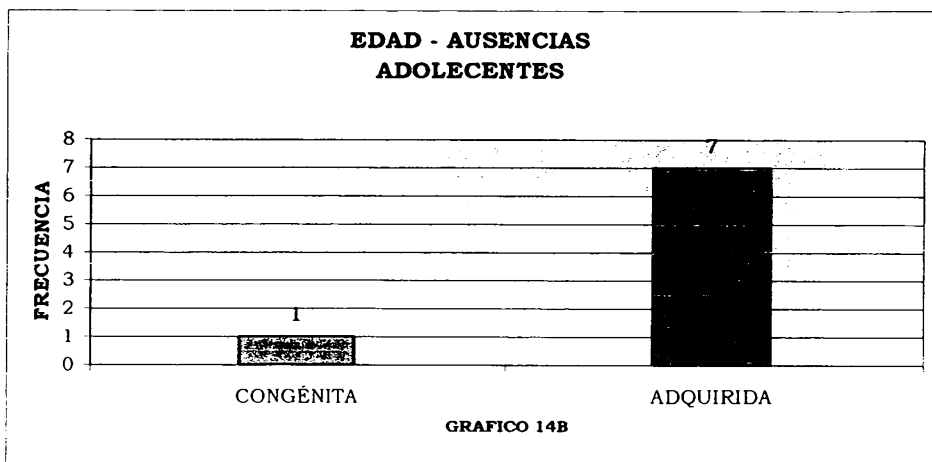 EDAD - AUSENCIAS
ADOLECENTES
FRECUENCIA
8
7
6
5
4
3
2
1
0
1
7
CONGÉNITA
ADQUIRIDA
GRAFICO 14B